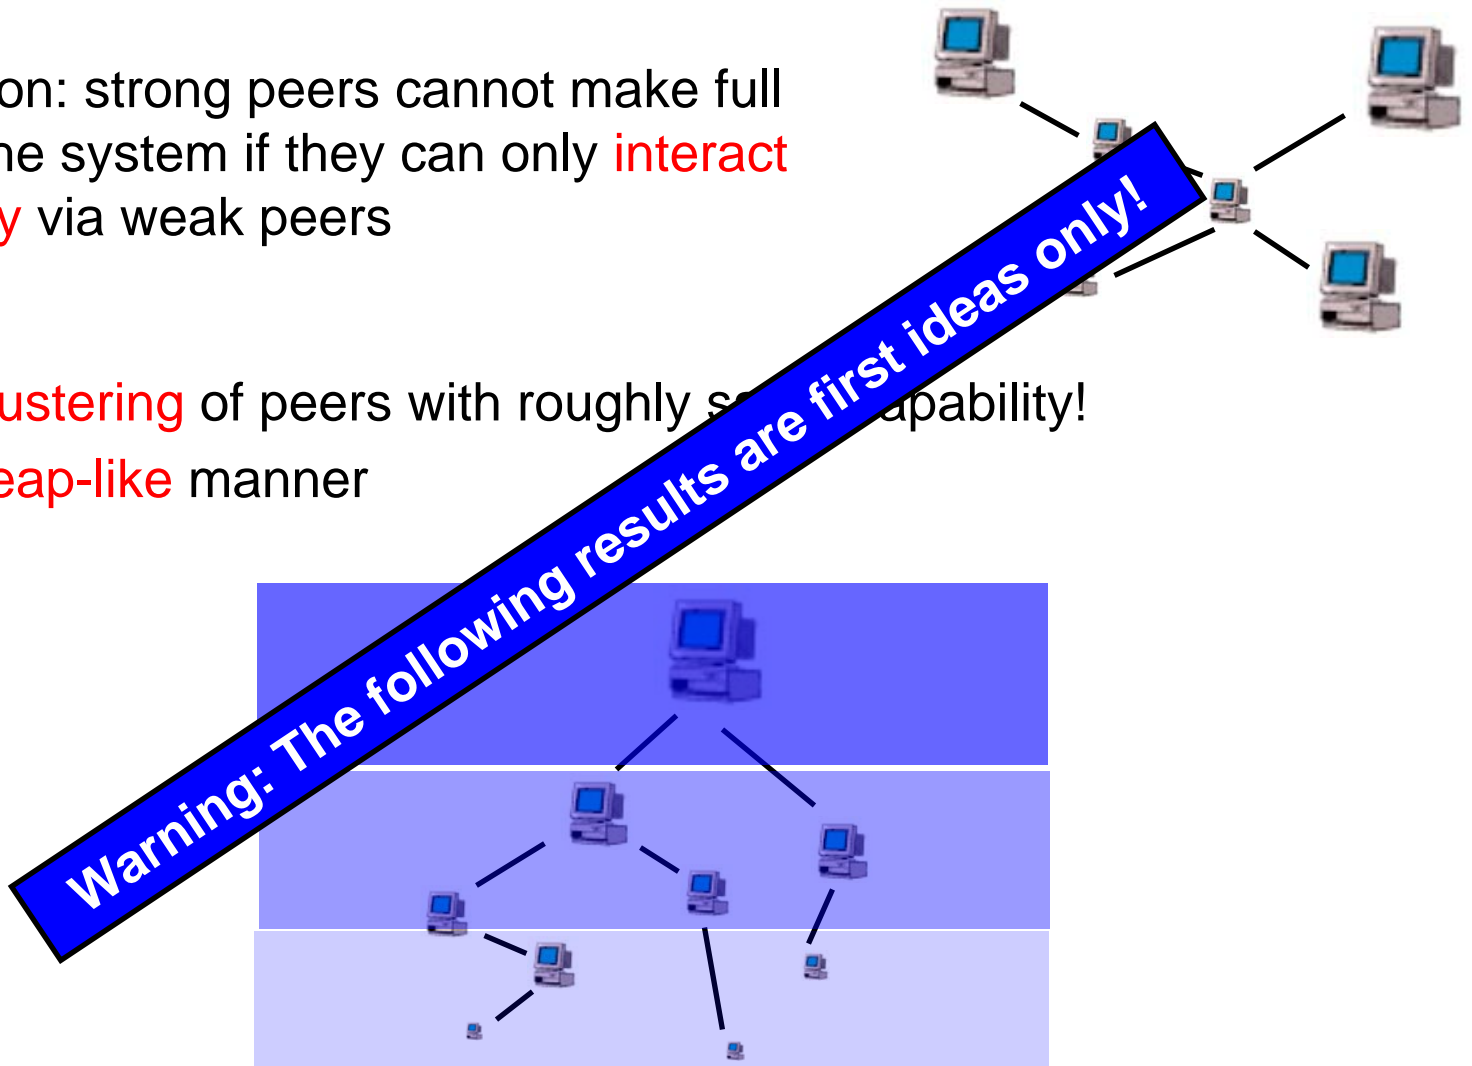 on: strong peers cannot make full
he system if they can only interact
y via weak peers
ustering of peers with roughly s apability!
eap-like manner
Warning: The following results are first ideas only!